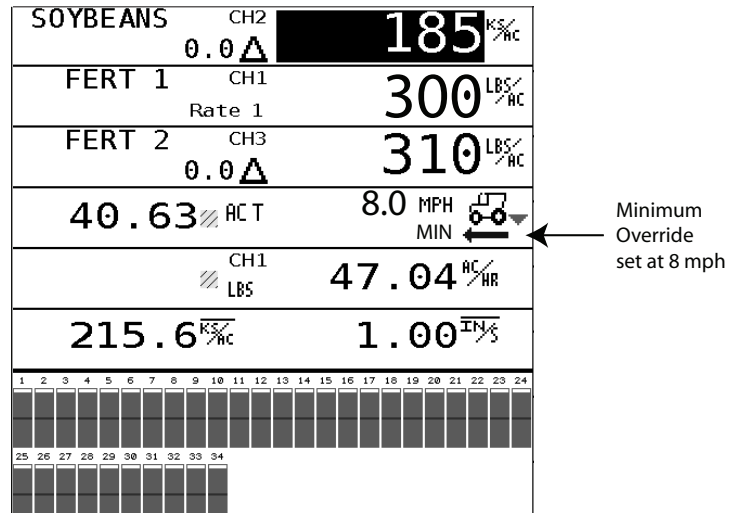 SOYBEANS CH2 185 KS/AC
0.0 Δ
FERT 1 CH1 300 LBS/AC
Rate 1
FERT 2 CH3 310 LBS/AC
0.0 Δ
40.63 ACT 8.0 MPH
MIN
Minimum
Override
set at 8 mph
CH1
LBS 47.04 AC/HR
215.6 KS/AC 1.00 IN/S
1 2 3 4 5 6 7 8 9 10 11 12 13 14 15 16 17 18 19 20 21 22 23 24
25 26 27 28 29 30 31 32 33 34